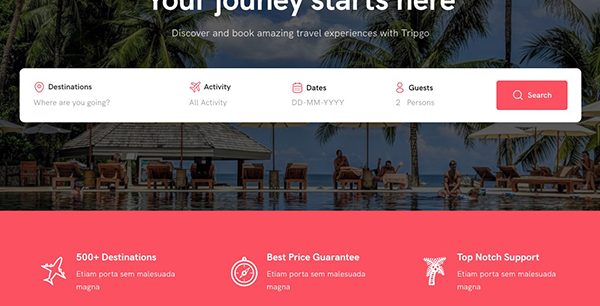 Your jouney starts here
Discover and book amazing travel experiences with Tripgo
Destinations
Where are you going?
Activity
All Activity
Dates
DD-MM-YYYY
Guests
2 Persons
Search
500+ Destinations
Etiam porta sem malesuada
magna
Best Price Guarantee
Etiam porta sem malesuada
magna
Top Notch Support
Etiam porta sem malesuada
magna